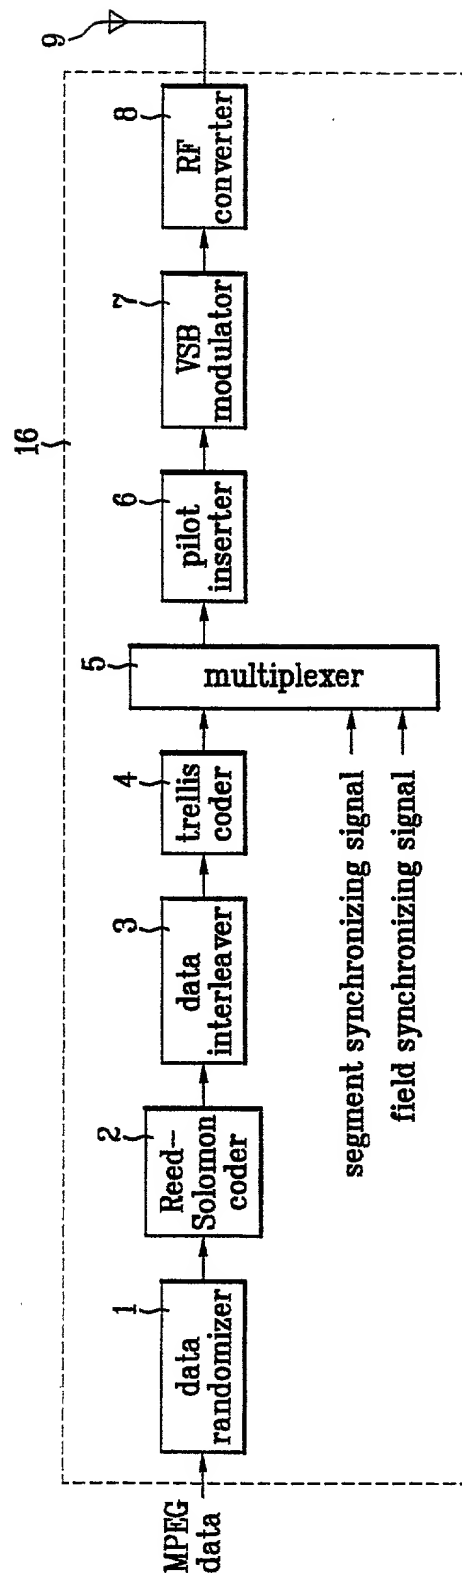 16
MPEG
data
1
data
randomizer
2
Reed-
Solomon
coder
3
data
interleaver
4
trellis
coder
5
multiplexer
segment synchronizing signal
field synchronizing signal
6
pilot
inserter
7
VSB
modulator
8
RF
converter
9